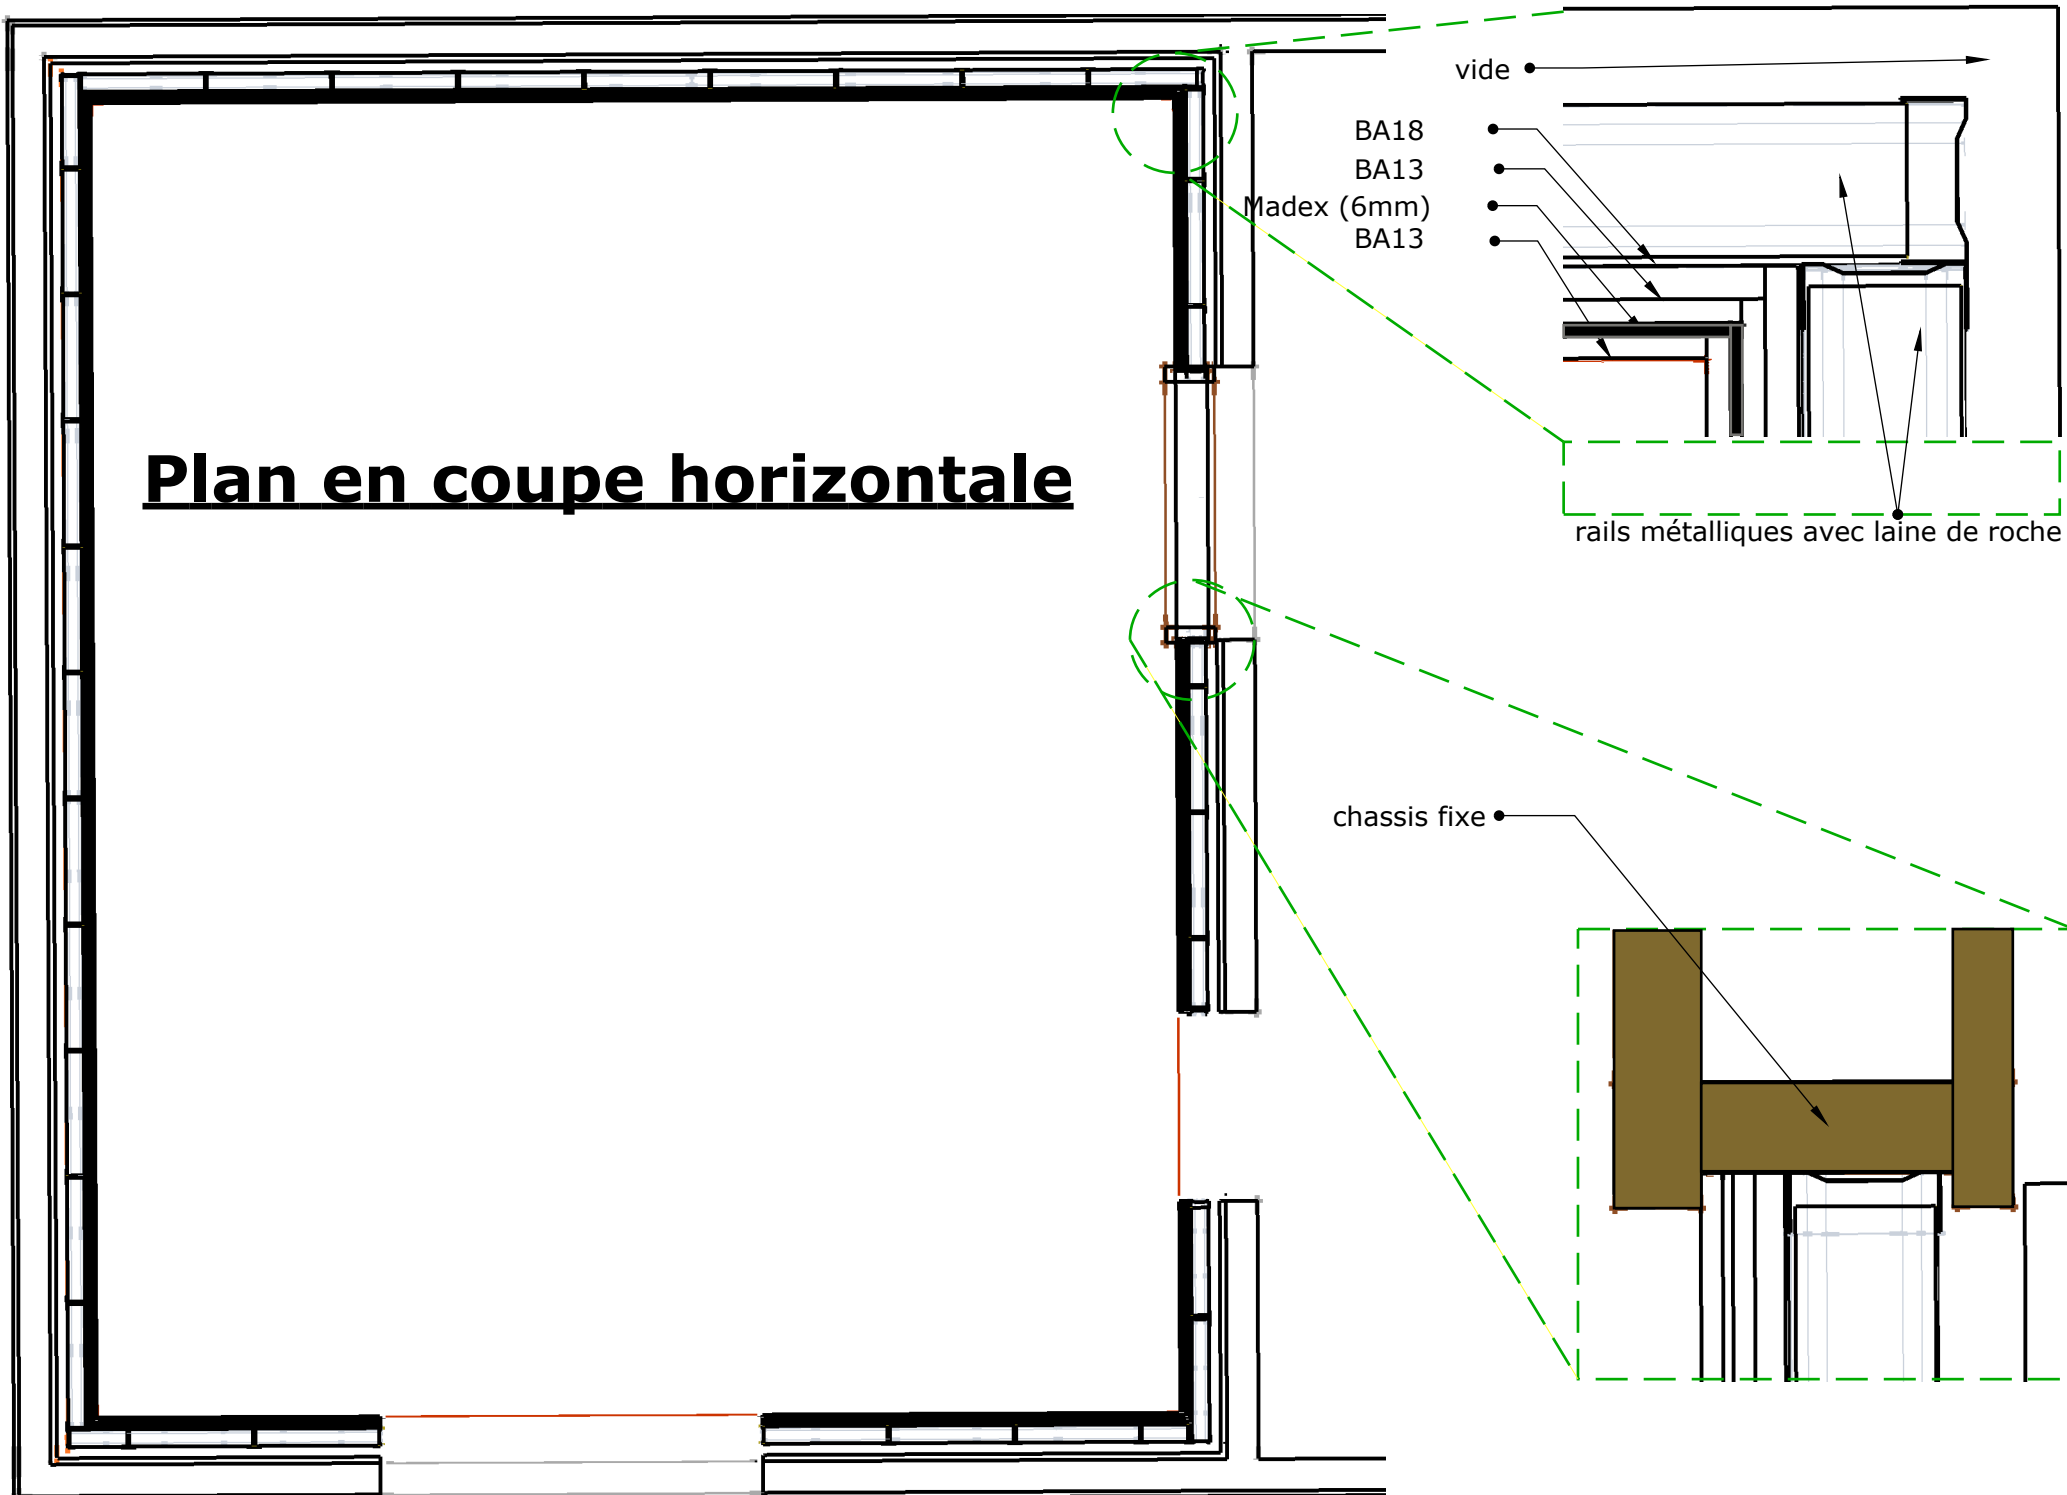 vide
BA18
BA13
Madex (6mm)
BA13
Plan en coupe horizontale
rails métalliques avec laine de roche
chassis fixe